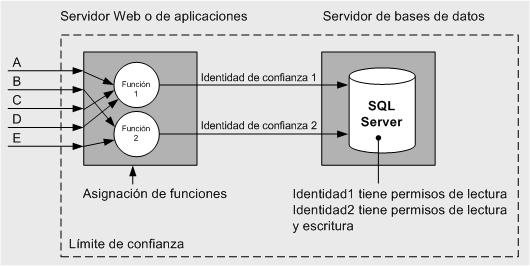 Servidor Web o de aplicaciones
Servidor de bases de datos
A
B
C
D
E
Función
1
Función
2
Identidad de confianza 1
Identidad de confianza 2
SQL
Server
Asignación de funciones
Identidad1 tiene permisos de lectura
Identidad2 tiene permisos de lectura
y escritura
Límite de confianza